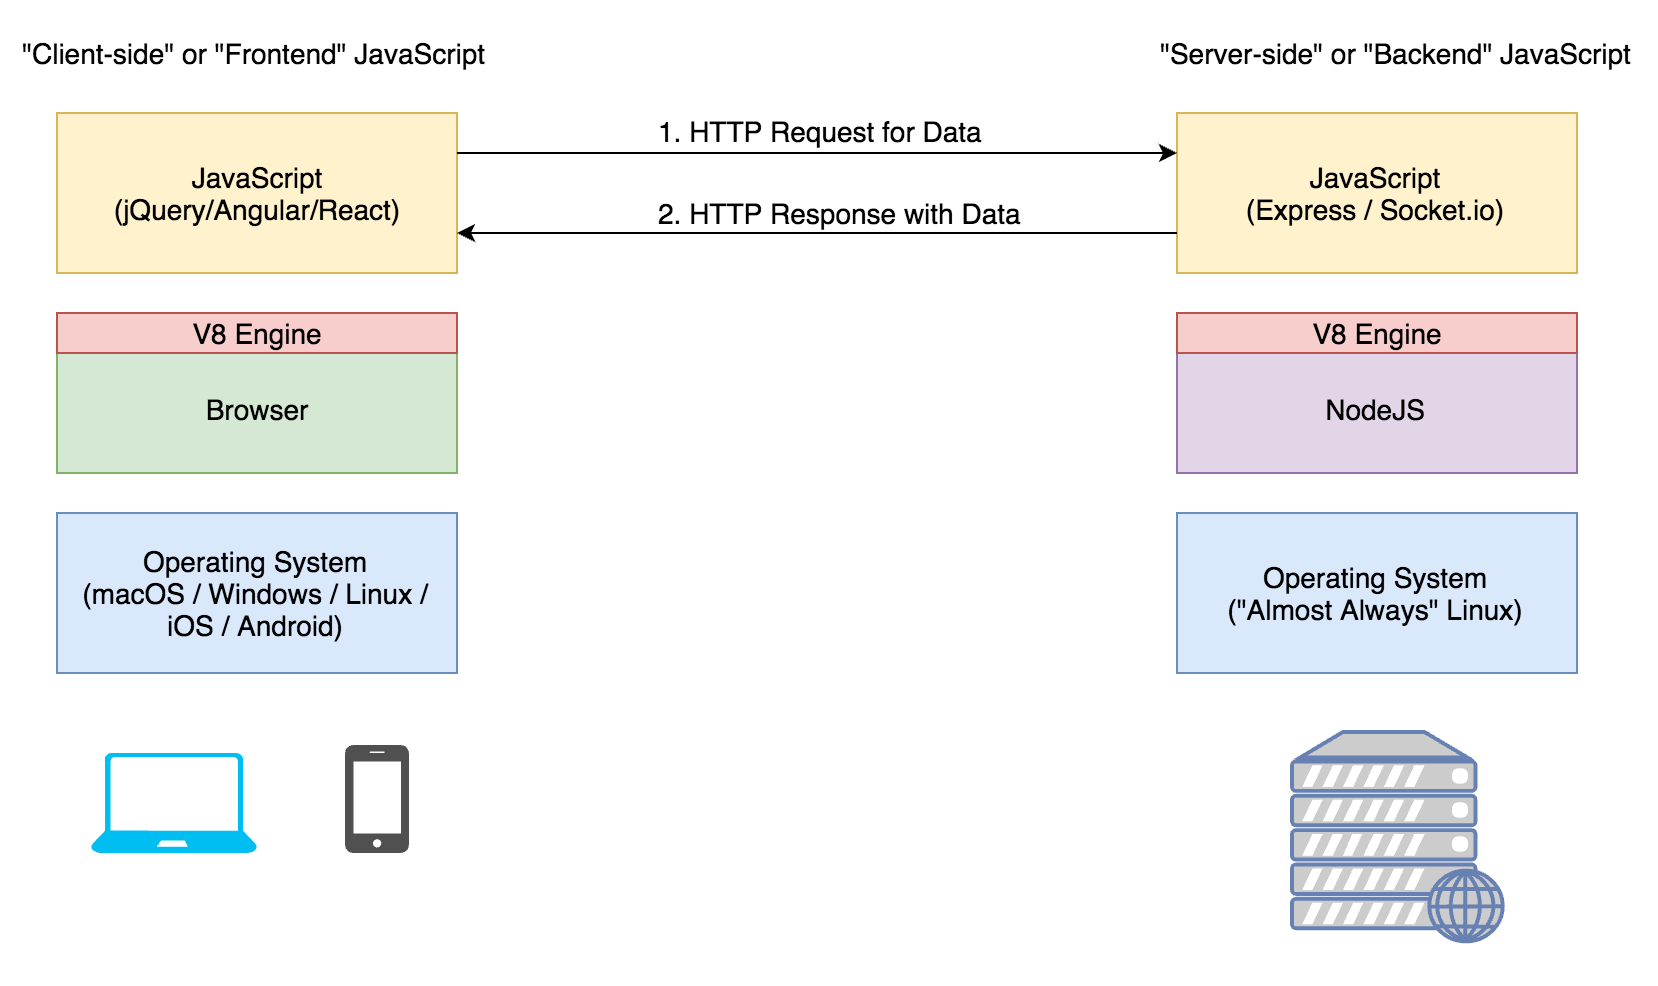 "Client-side" or "Frontend" JavaScript
"Server-side" or "Backend" JavaScript
JavaScript
(jQuery/Angular/React)
1. HTTP Request for Data
2. HTTP Response with Data
JavaScript
(Express / Socket.io)
V8 Engine
Browser
V8 Engine
NodeJS
Operating System
(macOS / Windows / Linux /
iOS / Android)
Operating System
("Almost Always" Linux)